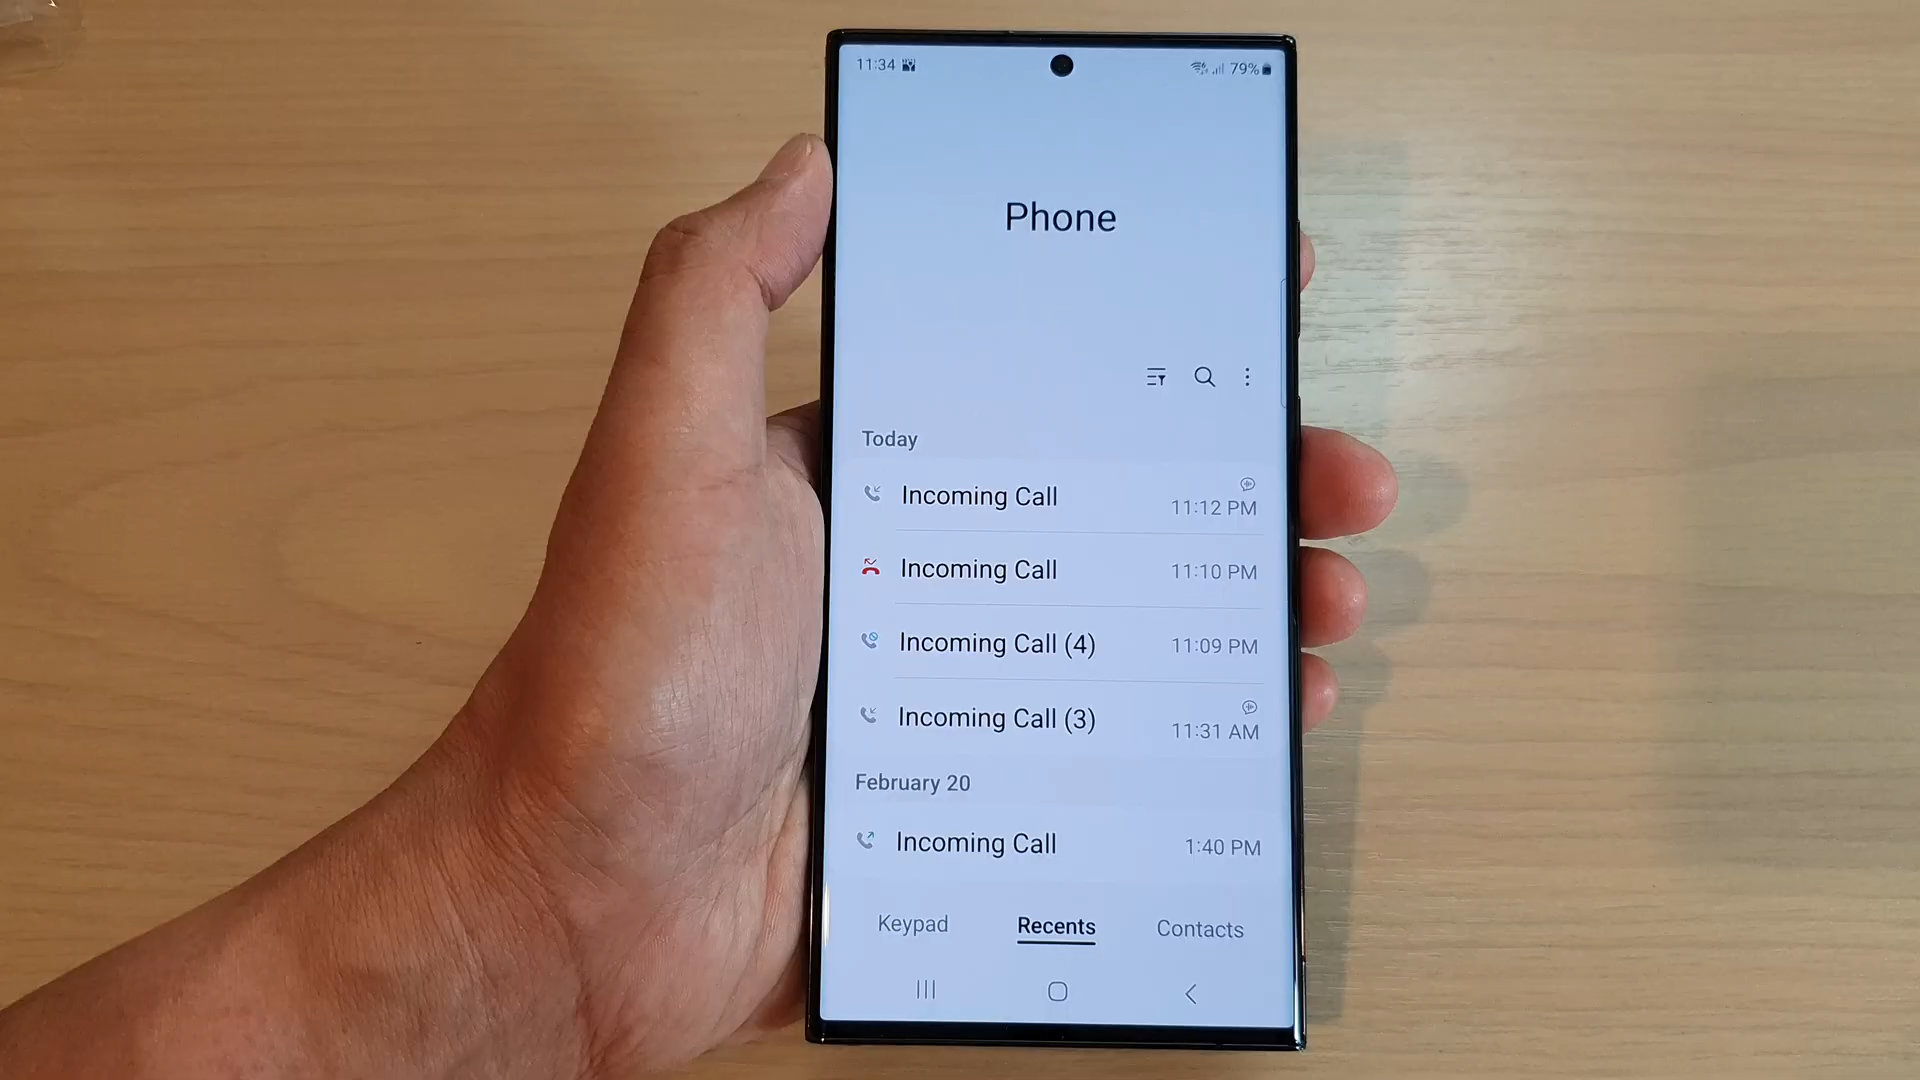 11:34
79%
Phone
Today
Incoming Call
11:12 PM
Incoming Call
11:10 PM
Incoming Call (4)
11:09 PM
Incoming Call (3)
11:31 AM
February 20
Incoming Call
1:40 PM
Keypad
Recents
Contacts